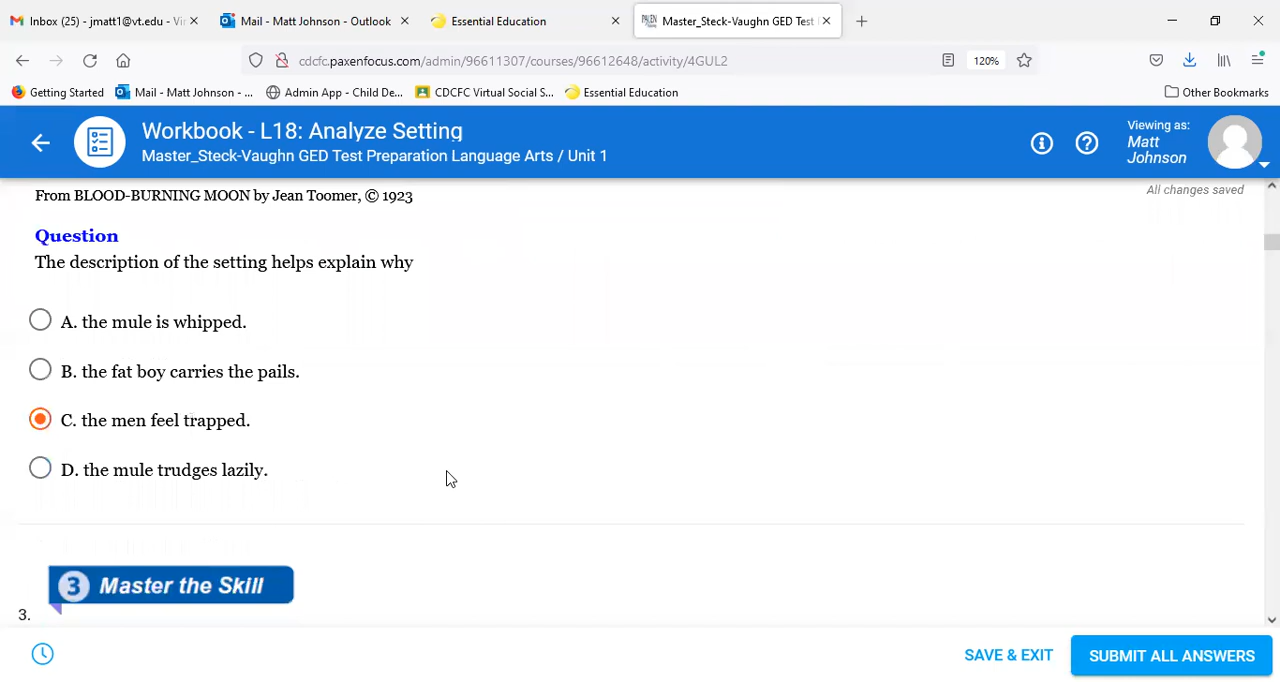 Inbox (25) - jmatt1@vt.edu - Vir
Mail - Matt Johnson - Outlook
Essential Education
Master_Steck-Vaughn GED Test
cdcfc.paxenfocus.com/admin/96611307/courses/96612648/activity/4GUL2
120%
Getting Started
Mail - Matt Johnson - ...
Admin App - Child De...
CDCFC Virtual Social S...
Essential Education
Other Bookmarks
Workbook - L18: Analyze Setting
Master_Steck-Vaughn GED Test Preparation Language Arts / Unit 1
Viewing as:
Matt
Johnson
From BLOOD-BURNING MOON by Jean Toomer, © 1923
All changes saved
Question
The description of the setting helps explain why
A. the mule is whipped.
B. the fat boy carries the pails.
C. the men feel trapped.
D. the mule trudges lazily.
3 Master the Skill
3.
SAVE & EXIT
SUBMIT ALL ANSWERS